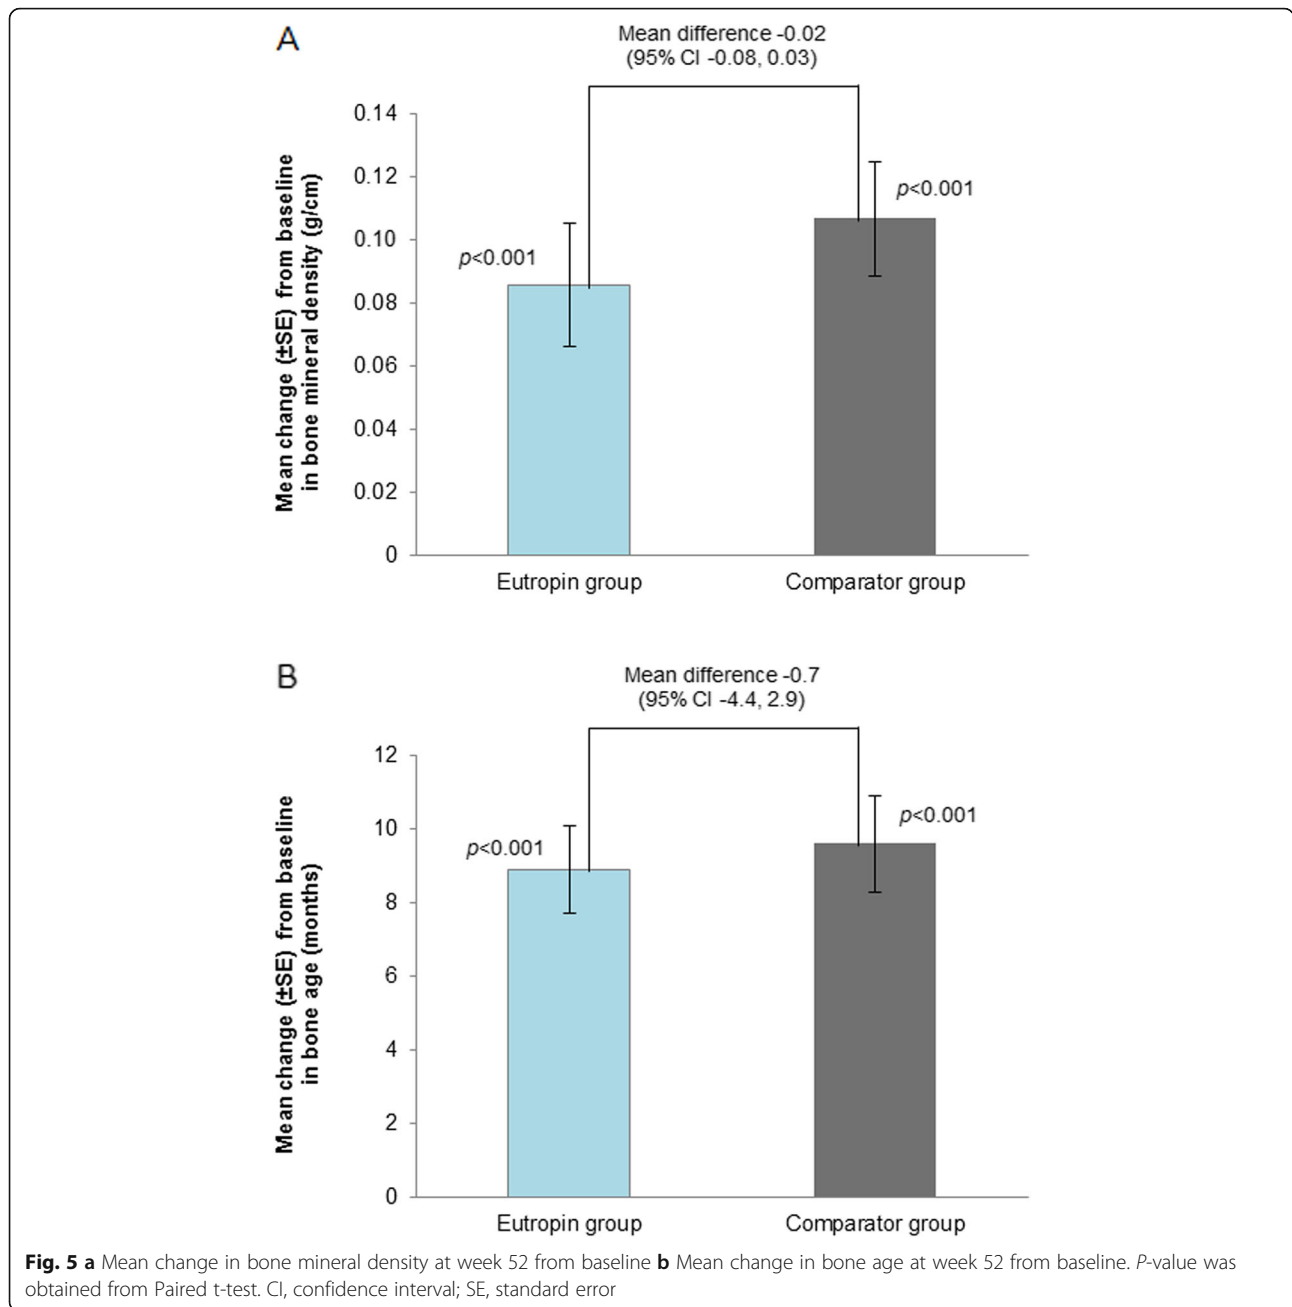 A
Mean difference -0.02
(95% CI -0.08, 0.03)
Mean change (±SE) from baseline
in bone mineral density (g/cm)
0.14
0.12
0.10
0.08
0.06
0.04
0.02
0
p<0.001
p<0.001
Eutropin group
Comparator group
B
Mean difference -0.7
(95% CI -4.4, 2.9)
Mean change (±SE) from baseline
in bone age (months)
12
10
8
6
4
2
0
p<0.001
p<0.001
Eutropin group
Comparator group
Fig. 5 a Mean change in bone mineral density at week 52 from baseline b Mean change in bone age at week 52 from baseline. P-value was
obtained from Paired t-test. CI, confidence interval; SE, standard error